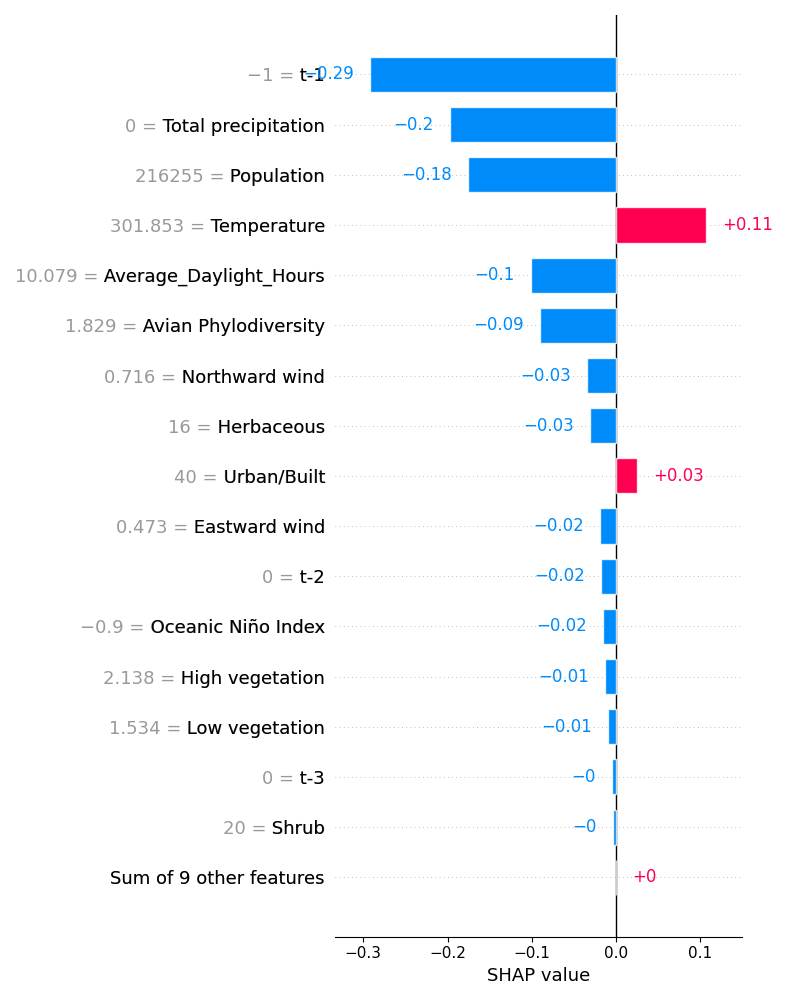 −1 = t-1 −0.29
0 = Total precipitation −0.2
216255 = Population −0.18
301.853 = Temperature +0.11
10.079 = Average_Daylight_Hours −0.1
1.829 = Avian Phylodiversity −0.09
0.716 = Northward wind −0.03
16 = Herbaceous −0.03
40 = Urban/Built +0.03
0.473 = Eastward wind −0.02
0 = t-2 −0.02
−0.9 = Oceanic Niño Index −0.02
2.138 = High vegetation −0.01
1.534 = Low vegetation −0.01
0 = t-3 −0
20 = Shrub −0
Sum of 9 other features +0
−0.3 −0.2 −0.1 0.0 0.1
SHAP value